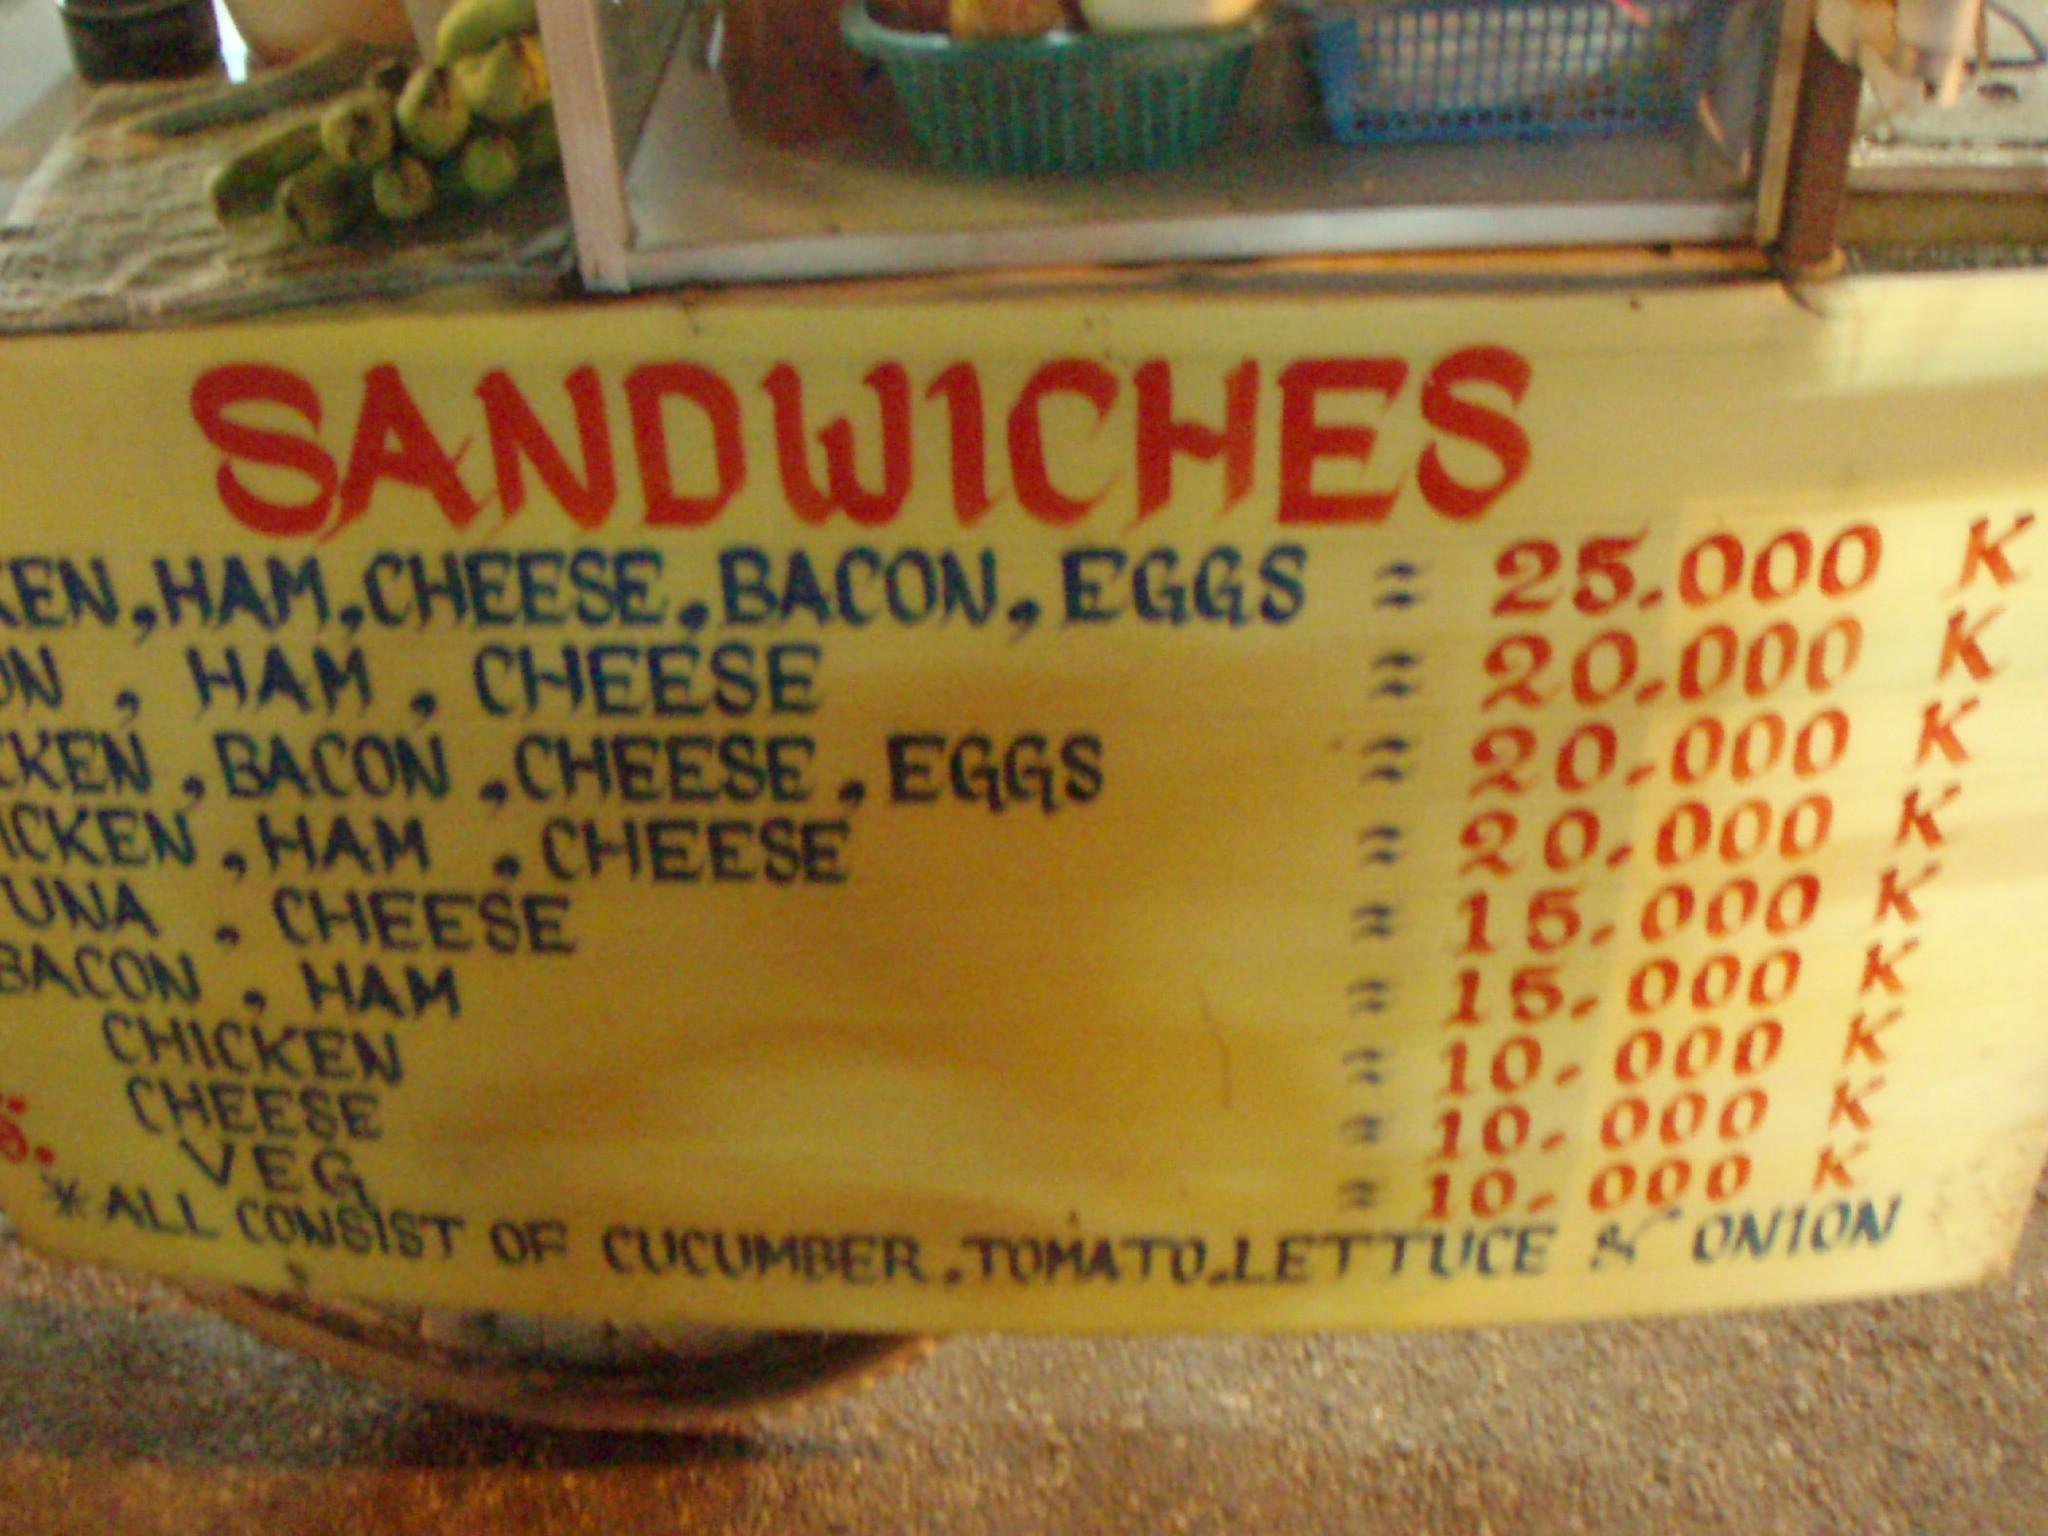 SANDWICHES
KEN, HAM, CHEESE, BACON, EGGS = 25.000 K
ON , HAM , CHEESE = 20.000 K
CKEN , BACON , CHEESE , EGGS = 20.000 K
ICKEN , HAM , CHEESE = 20.000 K
UNA , CHEESE = 15.000 K
BACON , HAM = 15.000 K
CHICKEN = 10.000 K
CHEESE = 10.000 K
VEG = 10.000 K
* ALL CONSIST OF CUCUMBER, TOMATO, LETTUCE & ONION